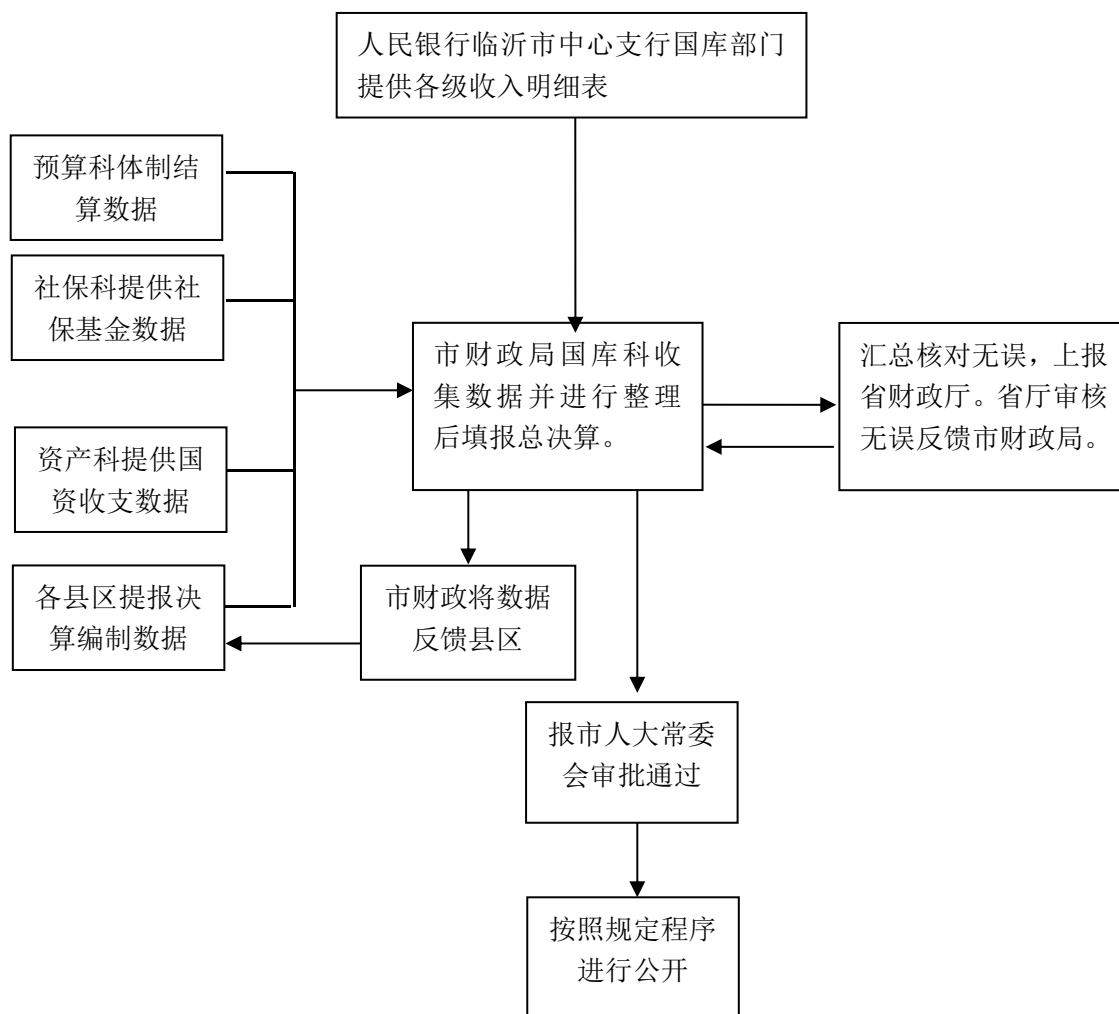 人民银行临沂市中心支行国库部门
提供各级收入明细表
预算科体制结
算数据
社保科提供社
保基金数据
资产科提供国
资收支数据
各县区提报决
算编制数据
市财政局国库科收
集数据并进行整理
后填报总决算。
汇总核对无误，上报
省财政厅。省厅审核
无误反馈市财政局。
市财政将数据
反馈县区
报市人大常委
会审批通过
按照规定程序
进行公开